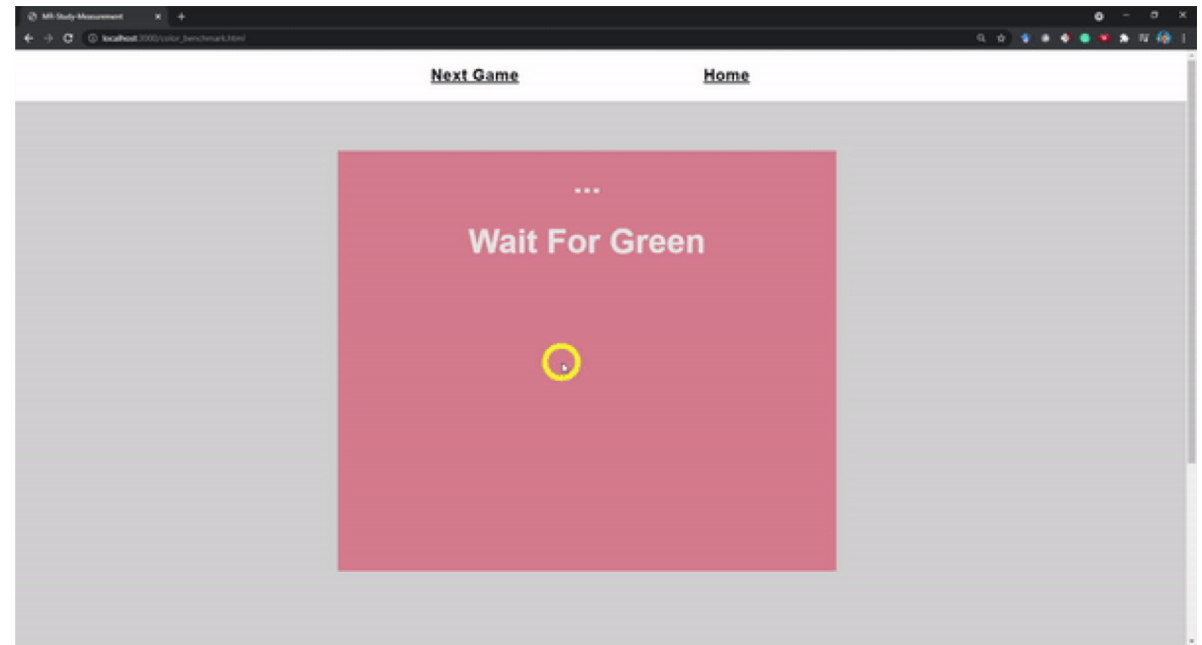 MR-Study-Measurement
localhost:3000/color_benchmark.html
Next Game
Home
...
Wait For Green